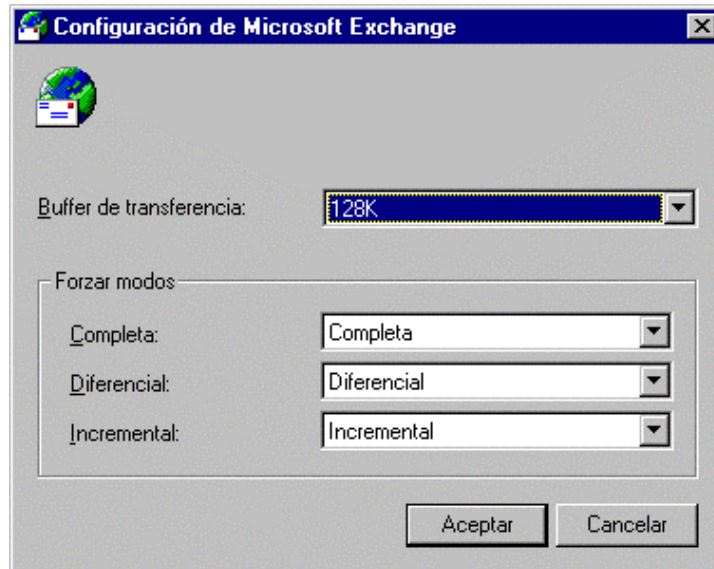 Configuración de Microsoft Exchange
Buffer de transferencia: 128K
Forzar modos
Completa: Completa
Diferencial: Diferencial
Incremental: Incremental
Aceptar Cancelar